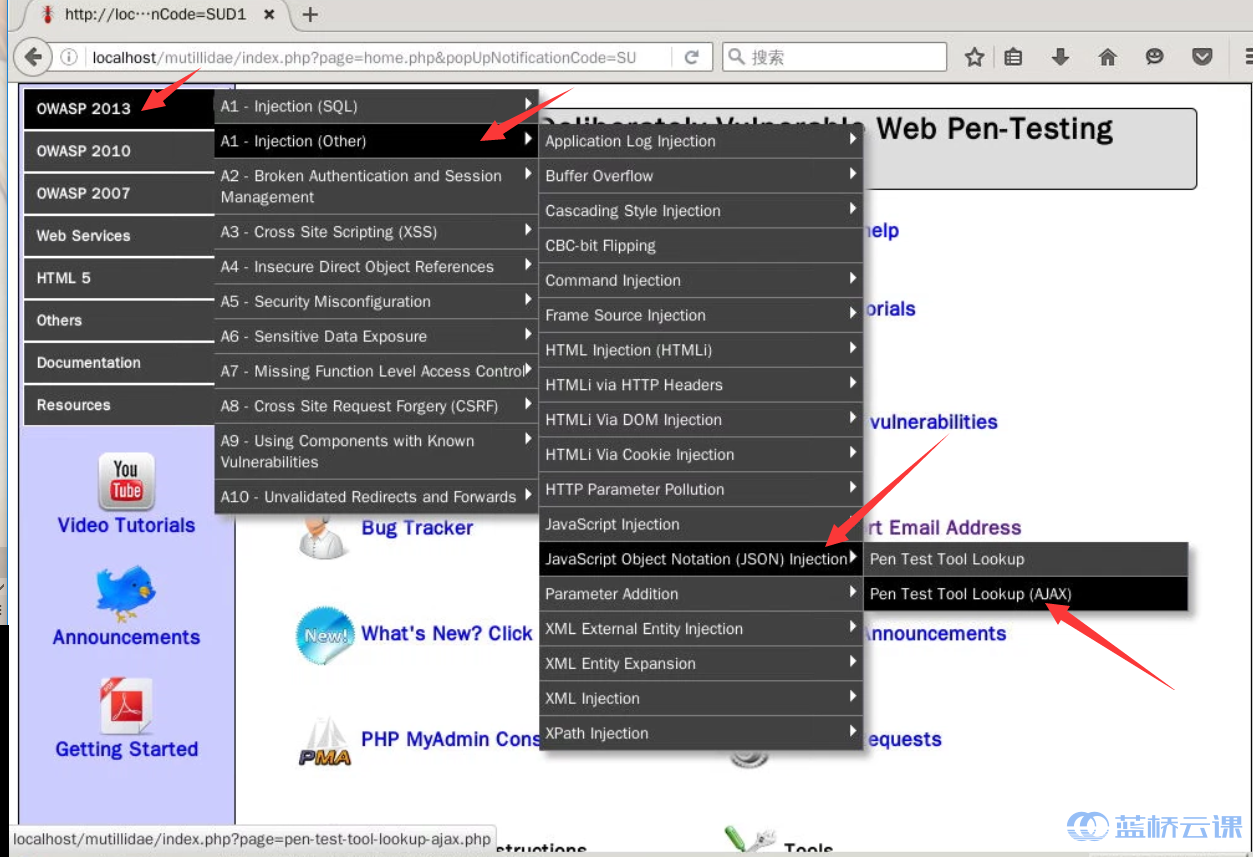 http://loc···nCode=SUD1
localhost/mutillidae/index.php?page=home.php&popUpNotificationCode=SU
搜索
OWASP 2013
OWASP 2010
OWASP 2007
Web Services
HTML 5
Others
Documentation
Resources
You
Tube
Video Tutorials
Announcements
Getting Started
A1 - Injection (SQL)
A1 - Injection (Other)
A2 - Broken Authentication and Session
Management
A3 - Cross Site Scripting (XSS)
A4 - Insecure Direct Object References
A5 - Security Misconfiguration
A6 - Sensitive Data Exposure
A7 - Missing Function Level Access Control
A8 - Cross Site Request Forgery (CSRF)
A9 - Using Components with Known
Vulnerabilities
A10 - Unvalidated Redirects and Forwards
Application Log Injection
Buffer Overflow
Cascading Style Injection
CBC-bit Flipping
Command Injection
Frame Source Injection
HTML Injection (HTMLi)
HTMLi via HTTP Headers
HTMLi Via DOM Injection
HTMLi Via Cookie Injection
HTTP Parameter Pollution
JavaScript Injection
JavaScript Object Notation (JSON) Injection
Parameter Addition
XML External Entity Injection
XML Entity Expansion
XML Injection
XPath Injection
Pen Test Tool Lookup
Pen Test Tool Lookup (AJAX)
Deliberately Vulnerable Web Pen-Testing
elp
orials
vulnerabilities
Bug Tracker
rt Email Address
New!
What's New? Click
nnouncements
PMA
PHP MyAdmin Cons
equests
structions
Tools
localhost/mutillidae/index.php?page=pen-test-tool-lookup-ajax.php
蓝桥云课